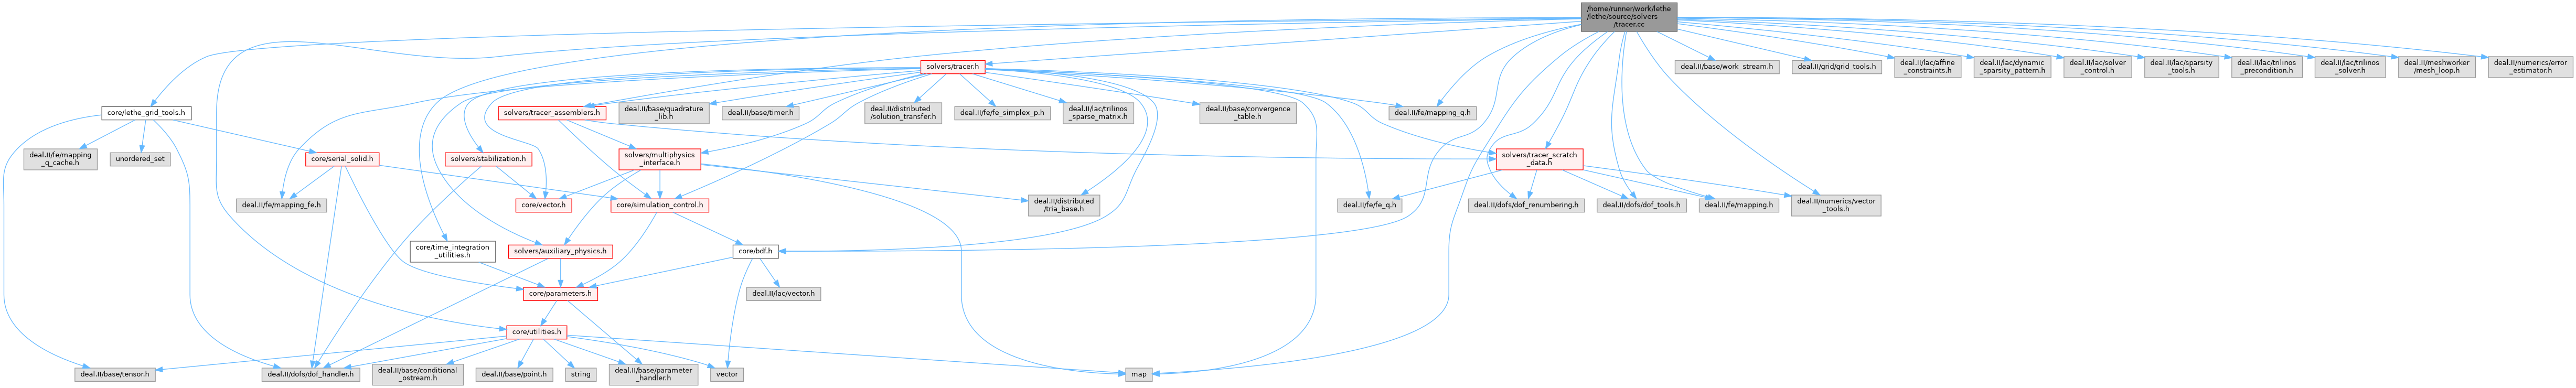 /home/runner/work/lethe
/lethe/source/solvers
/tracer.cc
solvers/tracer.h
deal.II/base/work_stream.h
deal.II/grid/grid_tools.h
deal.II/lac/affine
_constraints.h
deal.II/lac/dynamic
_sparsity_pattern.h
deal.II/lac/solver
_control.h
deal.II/lac/sparsity
_tools.h
deal.II/lac/trilinos
_precondition.h
deal.II/lac/trilinos
_solver.h
deal.II/meshworker
/mesh_loop.h
deal.II/numerics/error
_estimator.h
core/lethe_grid_tools.h
solvers/tracer_assemblers.h
deal.II/base/quadrature
_lib.h
deal.II/base/timer.h
deal.II/distributed
/solution_transfer.h
deal.II/fe/fe_simplex_p.h
deal.II/lac/trilinos
_sparse_matrix.h
deal.II/base/convergence
_table.h
deal.II/fe/mapping_q.h
deal.II/fe/mapping
_q_cache.h
unordered_set
core/serial_solid.h
solvers/stabilization.h
solvers/multiphysics
_interface.h
solvers/tracer_scratch
_data.h
deal.II/fe/mapping_fe.h
core/vector.h
core/simulation_control.h
deal.II/distributed
/tria_base.h
deal.II/fe/fe_q.h
deal.II/dofs/dof_renumbering.h
deal.II/dofs/dof_tools.h
deal.II/fe/mapping.h
deal.II/numerics/vector
_tools.h
core/time_integration
_utilities.h
solvers/auxiliary_physics.h
core/bdf.h
core/parameters.h
deal.II/lac/vector.h
core/utilities.h
deal.II/base/tensor.h
deal.II/dofs/dof_handler.h
deal.II/base/conditional
_ostream.h
deal.II/base/point.h
string
deal.II/base/parameter
_handler.h
vector
map